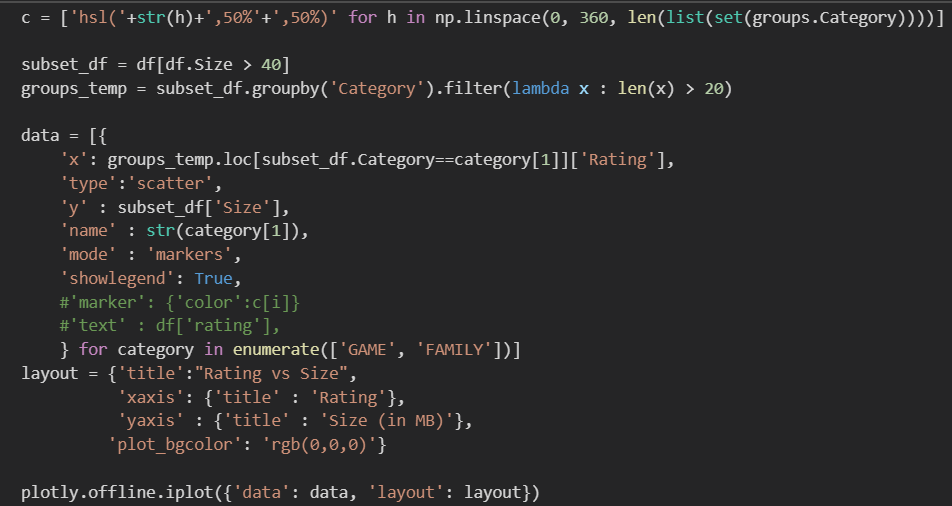 c = ['hsl('+str(h)+',50%'+',50%)' for h in np.linspace(0, 360, len(list(set(groups.Category))))]
subset_df = df[df.Size > 40]
groups_temp = subset_df.groupby('Category').filter(lambda x : len(x) > 20)
data = [{
    'x': groups_temp.loc[subset_df.Category==category[1]]['Rating'],
    'type':'scatter',
    'y' : subset_df['Size'],
    'name' : str(category[1]),
    'mode' : 'markers',
    'showlegend': True,
    #'marker': {'color':c[i]}
    #'text' : df['rating'],
    } for category in enumerate(['GAME', 'FAMILY'])]
layout = {'title':"Rating vs Size",
          'xaxis': {'title' : 'Rating'},
          'yaxis' : {'title' : 'Size (in MB)'},
         'plot_bgcolor': 'rgb(0,0,0)'}
plotly.offline.iplot({'data': data, 'layout': layout})